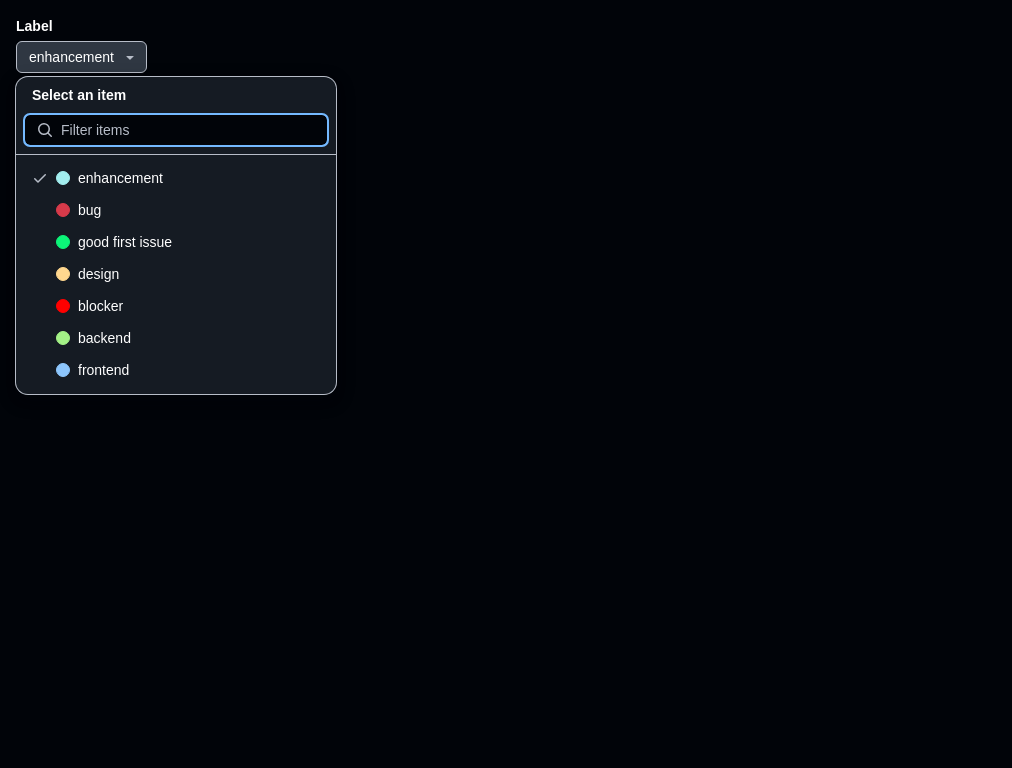 Label
enhancement
Select an item
Filter items
enhancement
bug
good first issue
design
blocker
backend
frontend